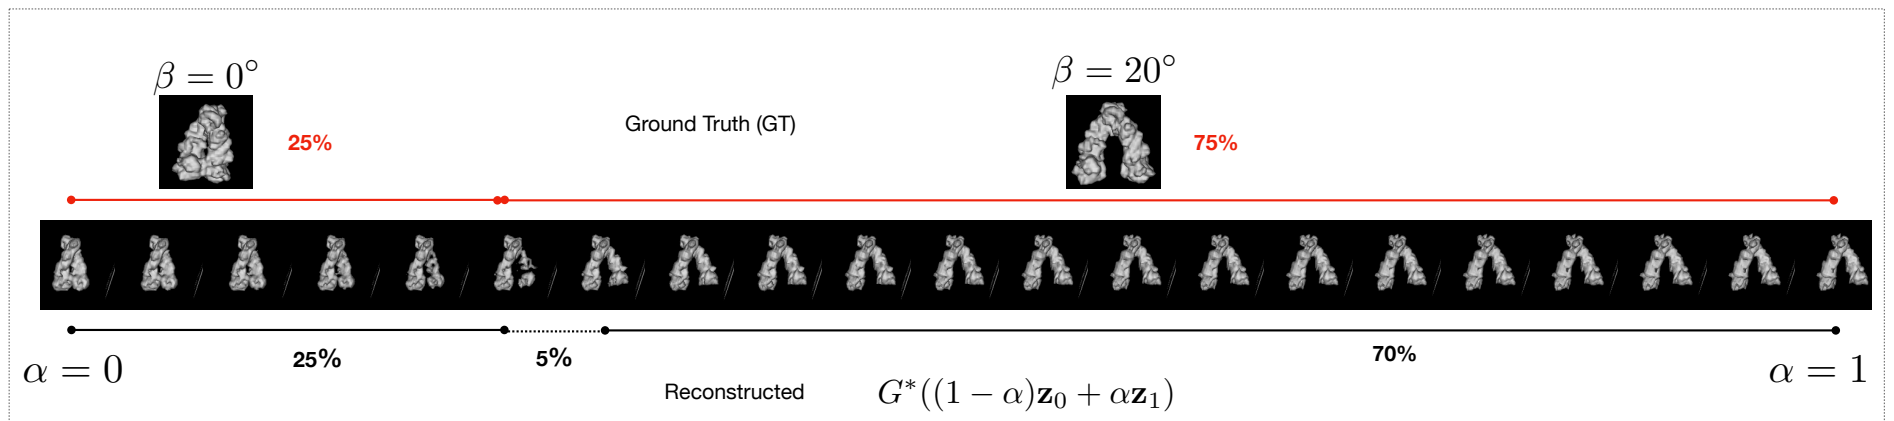 β = 0°
β = 20°
Ground Truth (GT)
25%
75%
25%
5%
70%
α = 0
α = 1
Reconstructed
G*((1 − α)z₀ + αz₁)